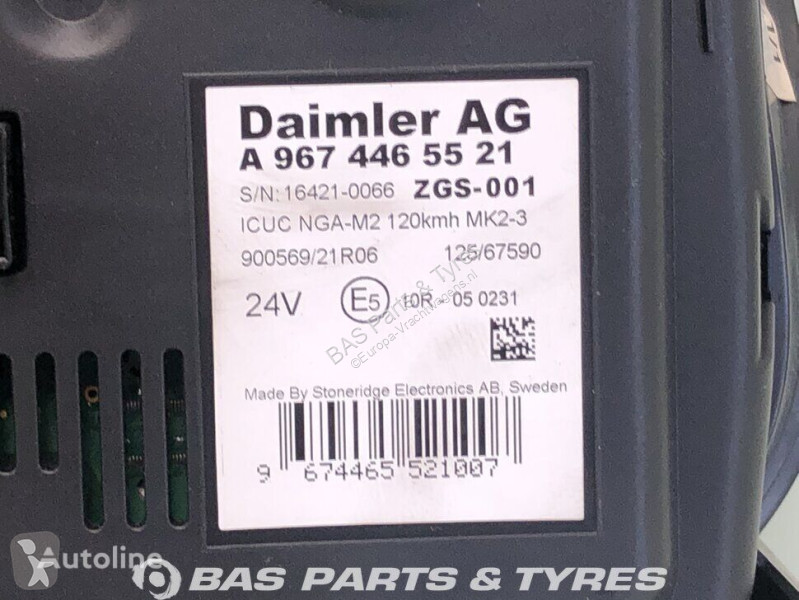 Daimler AG
A 967 446 55 21
S/N: 16421-0066 ZGS-001
ICUC NGA-M2 120kmh MK2-3
900569/21R06 125/67590
24V E5 10R - 05 0231
BAS Parts & Tyres
©Europa-Vrachtwagens.nl
Made By Stoneridge Electronics AB, Sweden
9 674465 521007
Autoline
BAS PARTS & TYRES